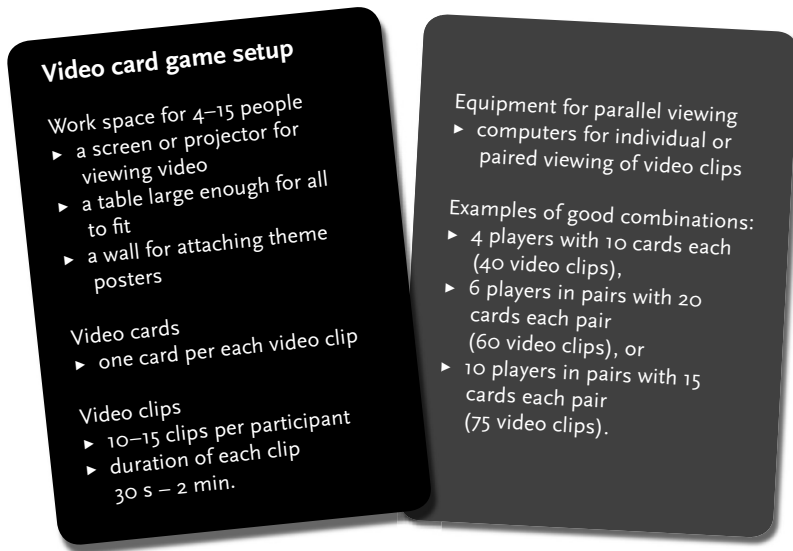 Video card game setup
Work space for 4–15 people
► a screen or projector for
viewing video
► a table large enough for all
to fit
► a wall for attaching theme
posters
Video cards
► one card per each video clip
Video clips
► 10–15 clips per participant
► duration of each clip
30 s – 2 min.
Equipment for parallel viewing
► computers for individual or
paired viewing of video clips
Examples of good combinations:
► 4 players with 10 cards each
(40 video clips),
► 6 players in pairs with 20
cards each pair
(60 video clips), or
► 10 players in pairs with 15
cards each pair
(75 video clips).